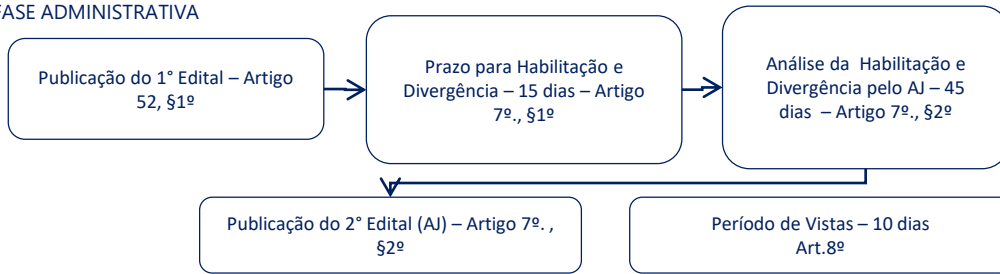 FASE ADMINISTRATIVA
Publicação do 1° Edital – Artigo
52, §1º
Prazo para Habilitação e
Divergência – 15 dias – Artigo
7º., §1º
Análise da  Habilitação e
Divergência pelo AJ – 45
dias  – Artigo 7º., §2º
Publicação do 2° Edital (AJ) – Artigo 7º. ,
§2º
Período de Vistas – 10 dias
Art.8º